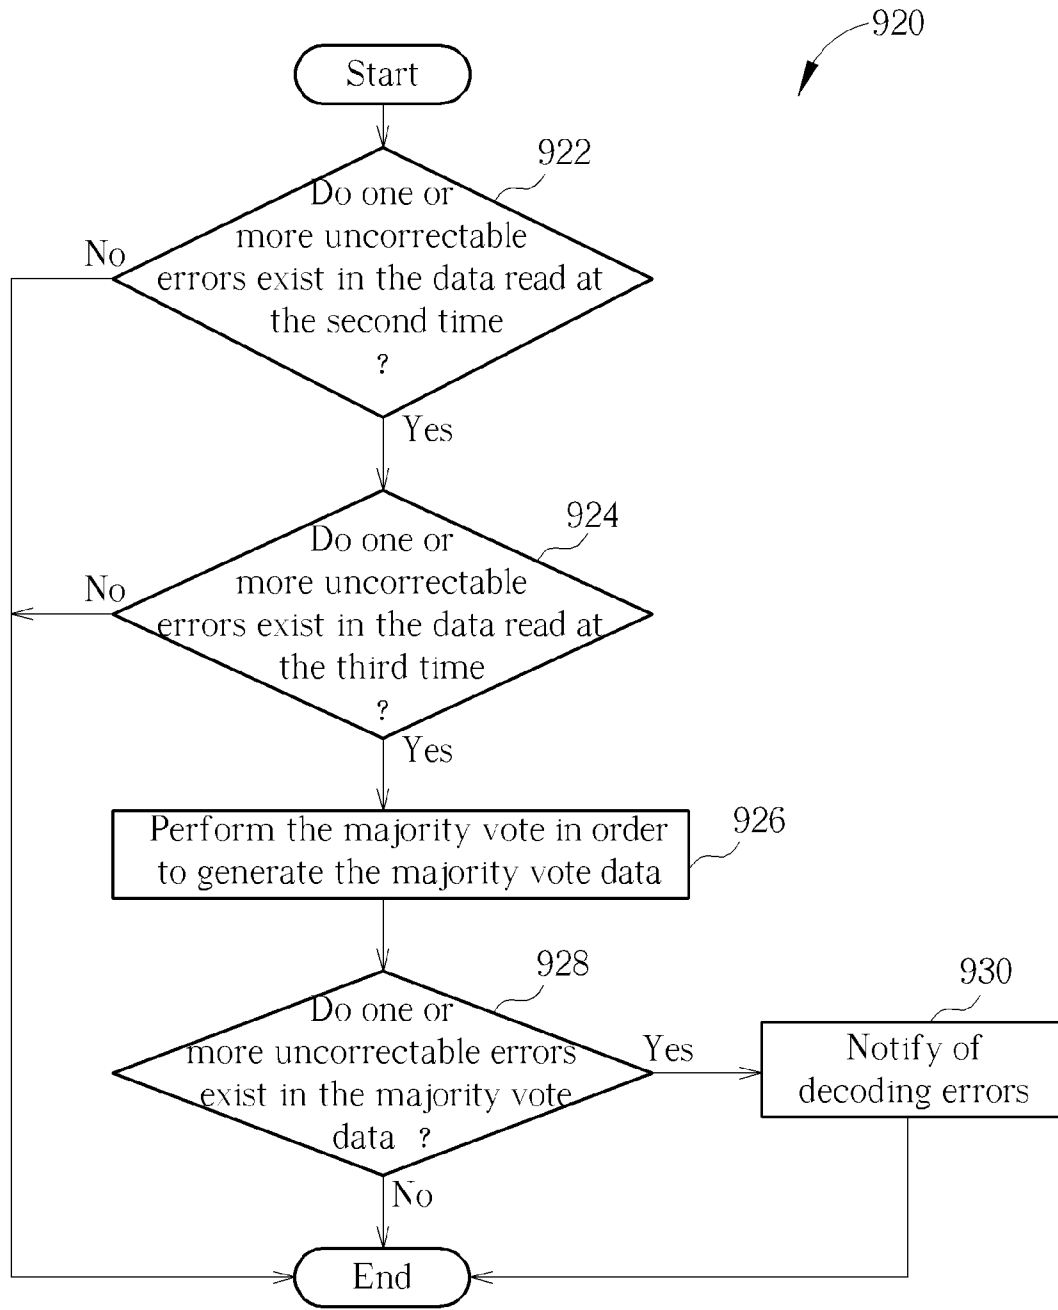 920
Start
922
Do one or
more uncorrectable
errors exist in the data read at
the second time
?
No
Yes
924
Do one or
more uncorrectable
errors exist in the data read at
the third time
?
No
Yes
926
Perform the majority vote in order
to generate the majority vote data
928
Do one or
more uncorrectable errors
exist in the majority vote
data ?
Yes
930
Notify of
decoding errors
No
End